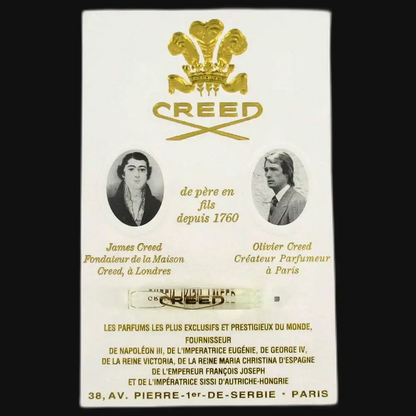 CREED
de père en
fils
depuis 1760
James Creed
Fondateur de la Maison
Creed, à Londres
Olivier Creed
Créateur Parfumeur
à Paris
CREED
LES PARFUMS LES PLUS EXCLUSIFS ET PRESTIGIEUX DU MONDE,
FOURNISSEUR
DE NAPOLÉON III, DE L'IMPERATRICE EUGÉNIE, DE GEORGE IV,
DE LA REINE VICTORIA, DE LA REINE MARIA CHRISTINA D'ESPAGNE
DE L'EMPEREUR FRANÇOIS JOSEPH
ET DE L'IMPÉRATRICE SISSI D'AUTRICHE-HONGRIE
38, AV. PIERRE-1er-DE-SERBIE · PARIS